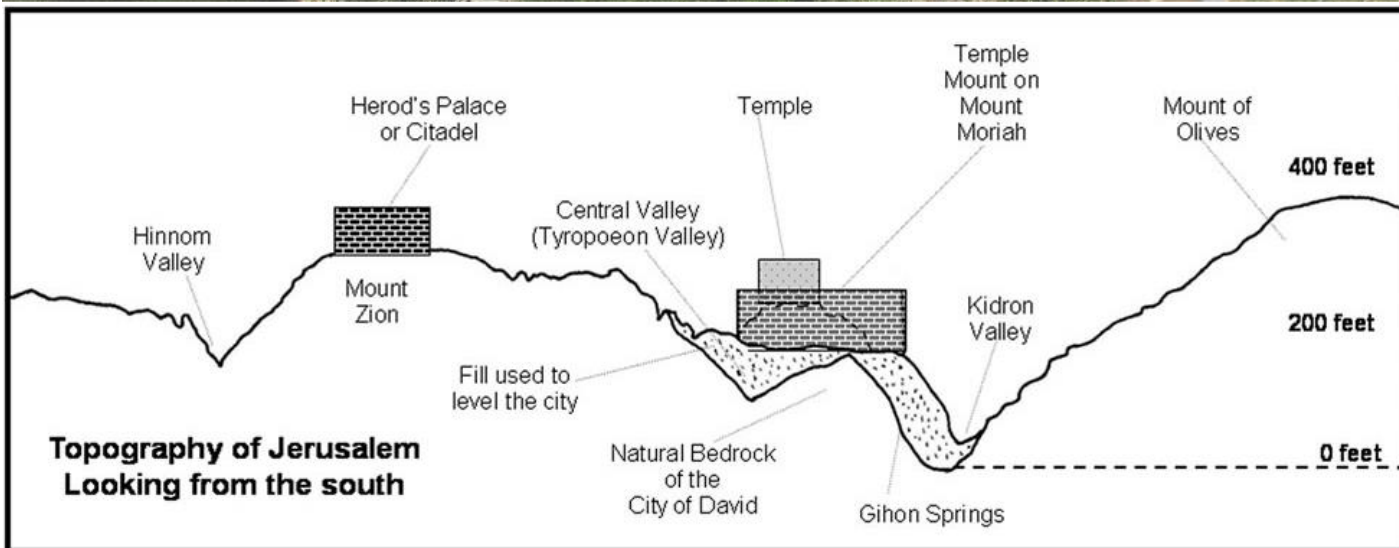 Herod's Palace
or Citadel
Temple
Temple
Mount on
Mount
Moriah
Mount of
Olives
400 feet
Hinnom
Valley
Central Valley
(Tyropoeon Valley)
Mount
Zion
Kidron
Valley
200 feet
Fill used to
level the city
Topography of Jerusalem
Looking from the south
Natural Bedrock
of the
City of David
Gihon Springs
0 feet